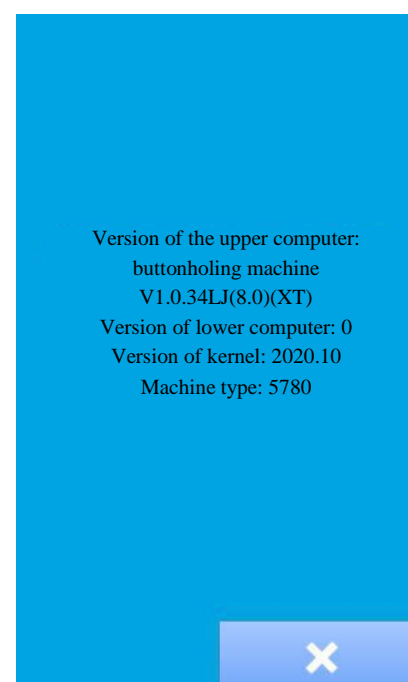 Version of the upper computer:
buttonholing machine
V1.0.34LJ(8.0)(XT)
Version of lower computer: 0
Version of kernel: 2020.10
Machine type: 5780